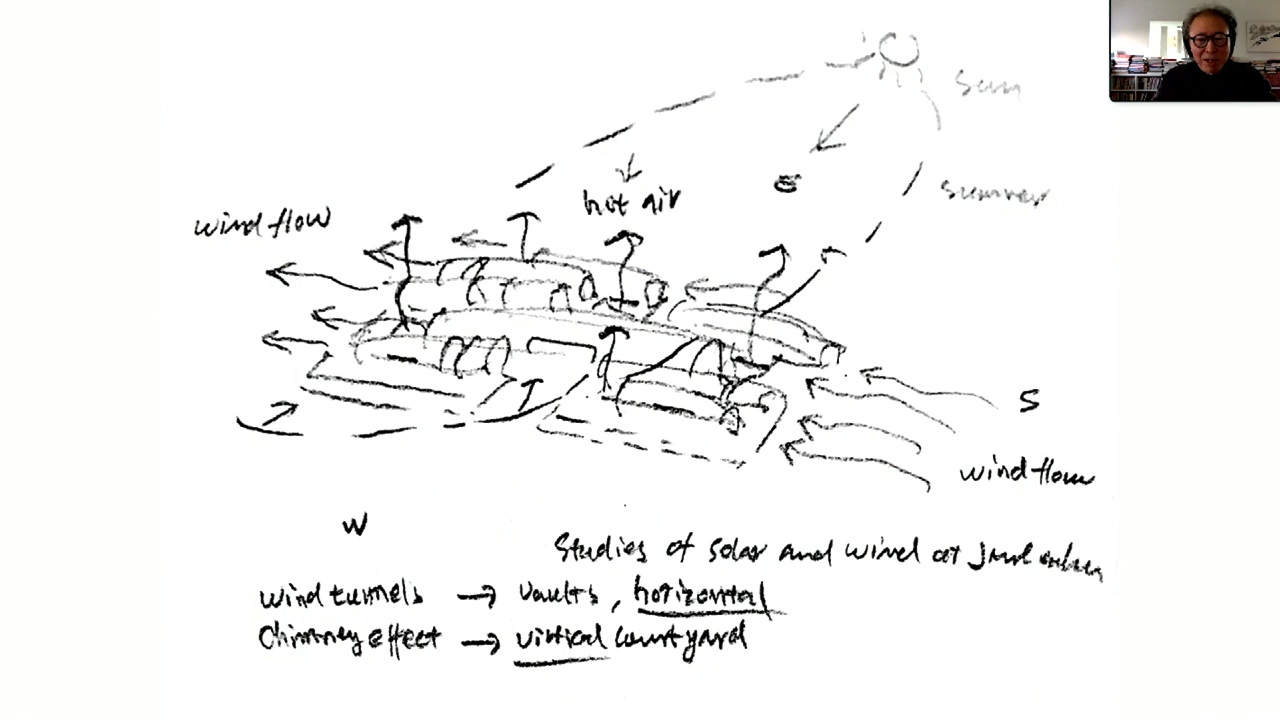 sun
E
summer
hot air
wind flow
S
wind flow
W
Studies of solar and wind at
wind tunnels → vaults, horizontal
Chimney effect → virtical courtyard